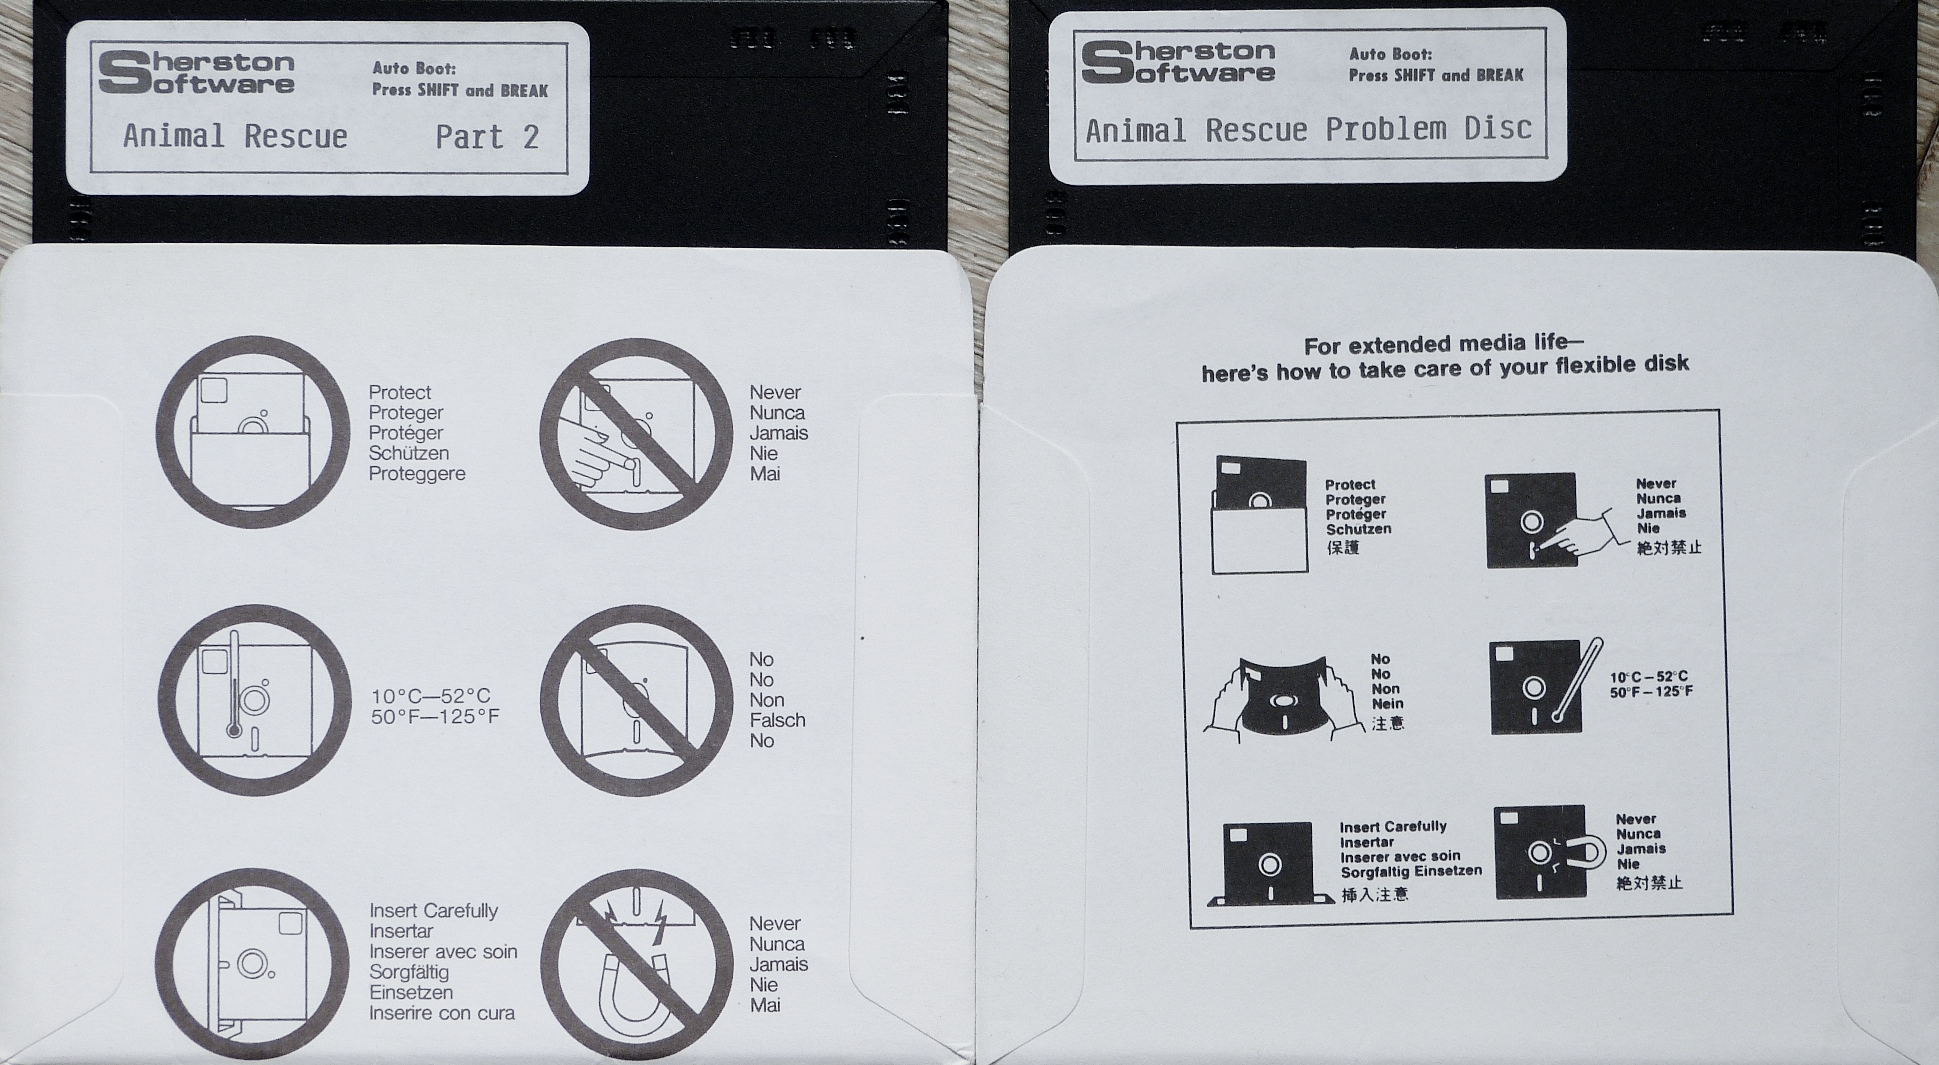 Sherston
Software
Auto Boot:
Press SHIFT and BREAK
Animal Rescue Part 2
Protect
Proteger
Protéger
Schützen
Proteggere
Never
Nunca
Jamais
Nie
Mai
10°C—52°C
50°F—125°F
No
No
Non
Falsch
No
Insert Carefully
Insertar
Inserer avec soin
Sorgfältig
Einsetzen
Inserire con cura
Never
Nunca
Jamais
Nie
Mai
Sherston
Software
Auto Boot:
Press SHIFT and BREAK
Animal Rescue Problem Disc
For extended media life—
here's how to take care of your flexible disk
Protect
Proteger
Protéger
Schutzen
保護
Never
Nunca
Jamais
Nie
絶対禁止
No
No
Non
Nein
注意
10°C – 52°C
50°F – 125°F
Insert Carefully
Insertar
Inserer avec soin
Sorgfaltig Einsetzen
挿入注意
Never
Nunca
Jamais
Nie
絶対禁止